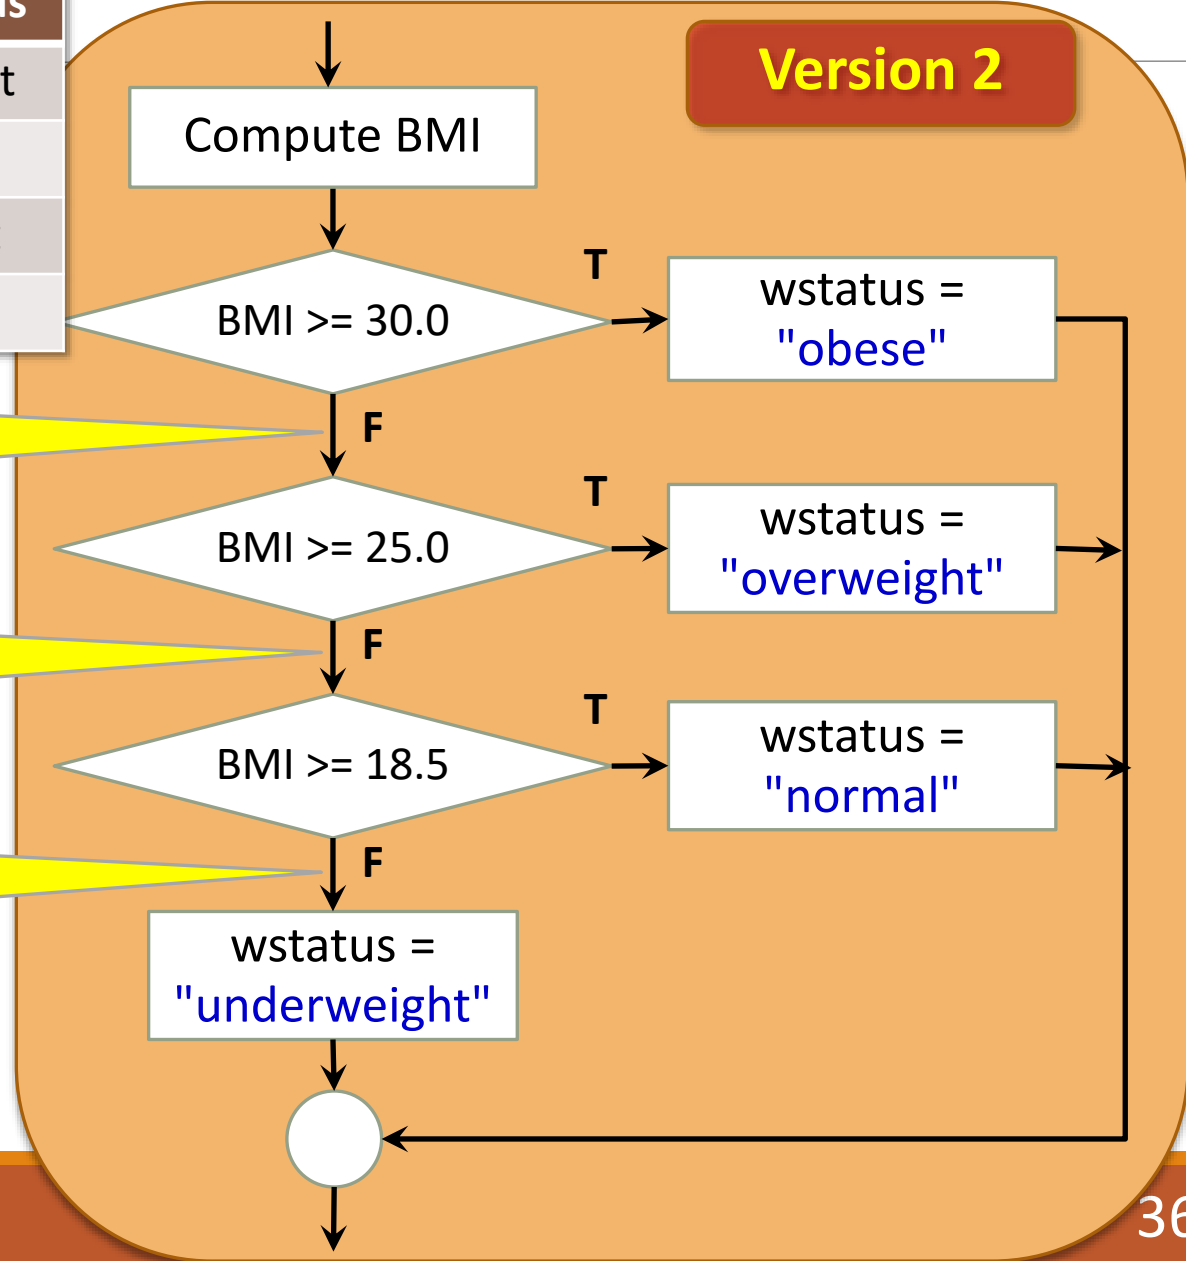 Version 2
Compute BMI
T
BMI >= 30.0
wstatus =
"obese"
F
T
BMI >= 25.0
wstatus =
"overweight"
F
T
BMI >= 18.5
wstatus =
"normal"
F
wstatus =
"underweight"
36